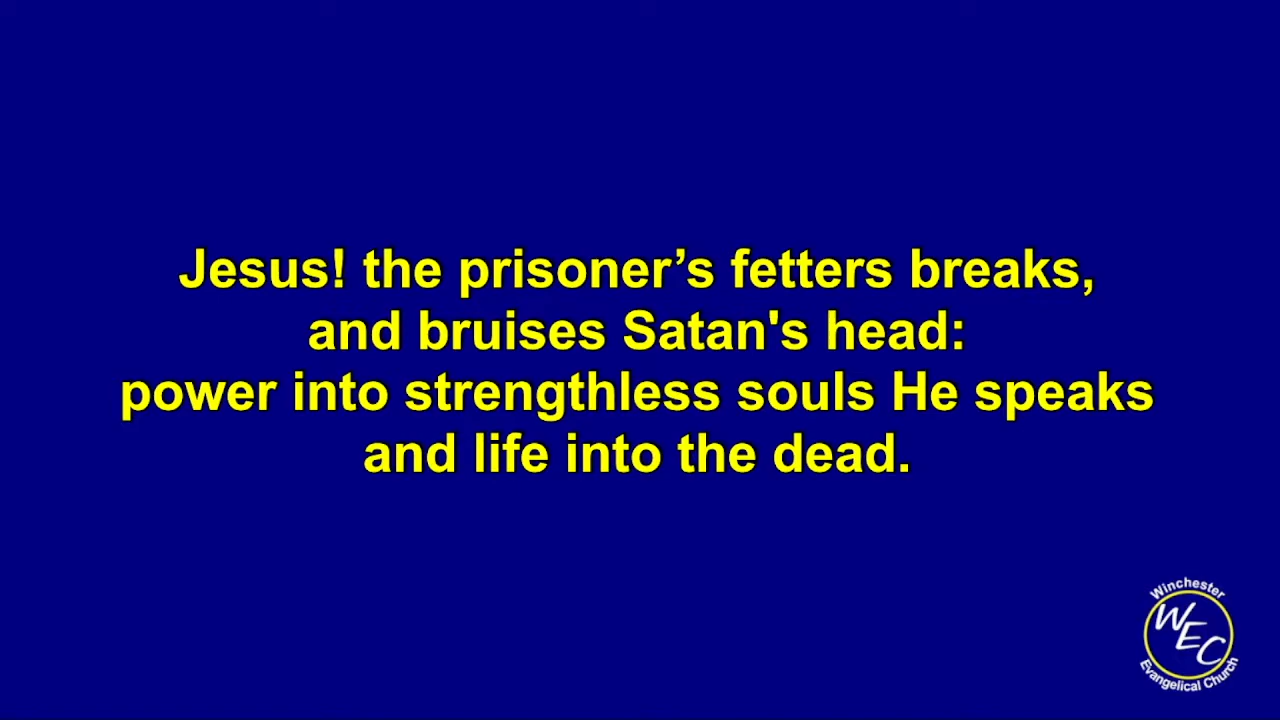 Jesus! the prisoner’s fetters breaks,
and bruises Satan's head:
power into strengthless souls He speaks
and life into the dead.
Winchester
WEC
Evangelical Church